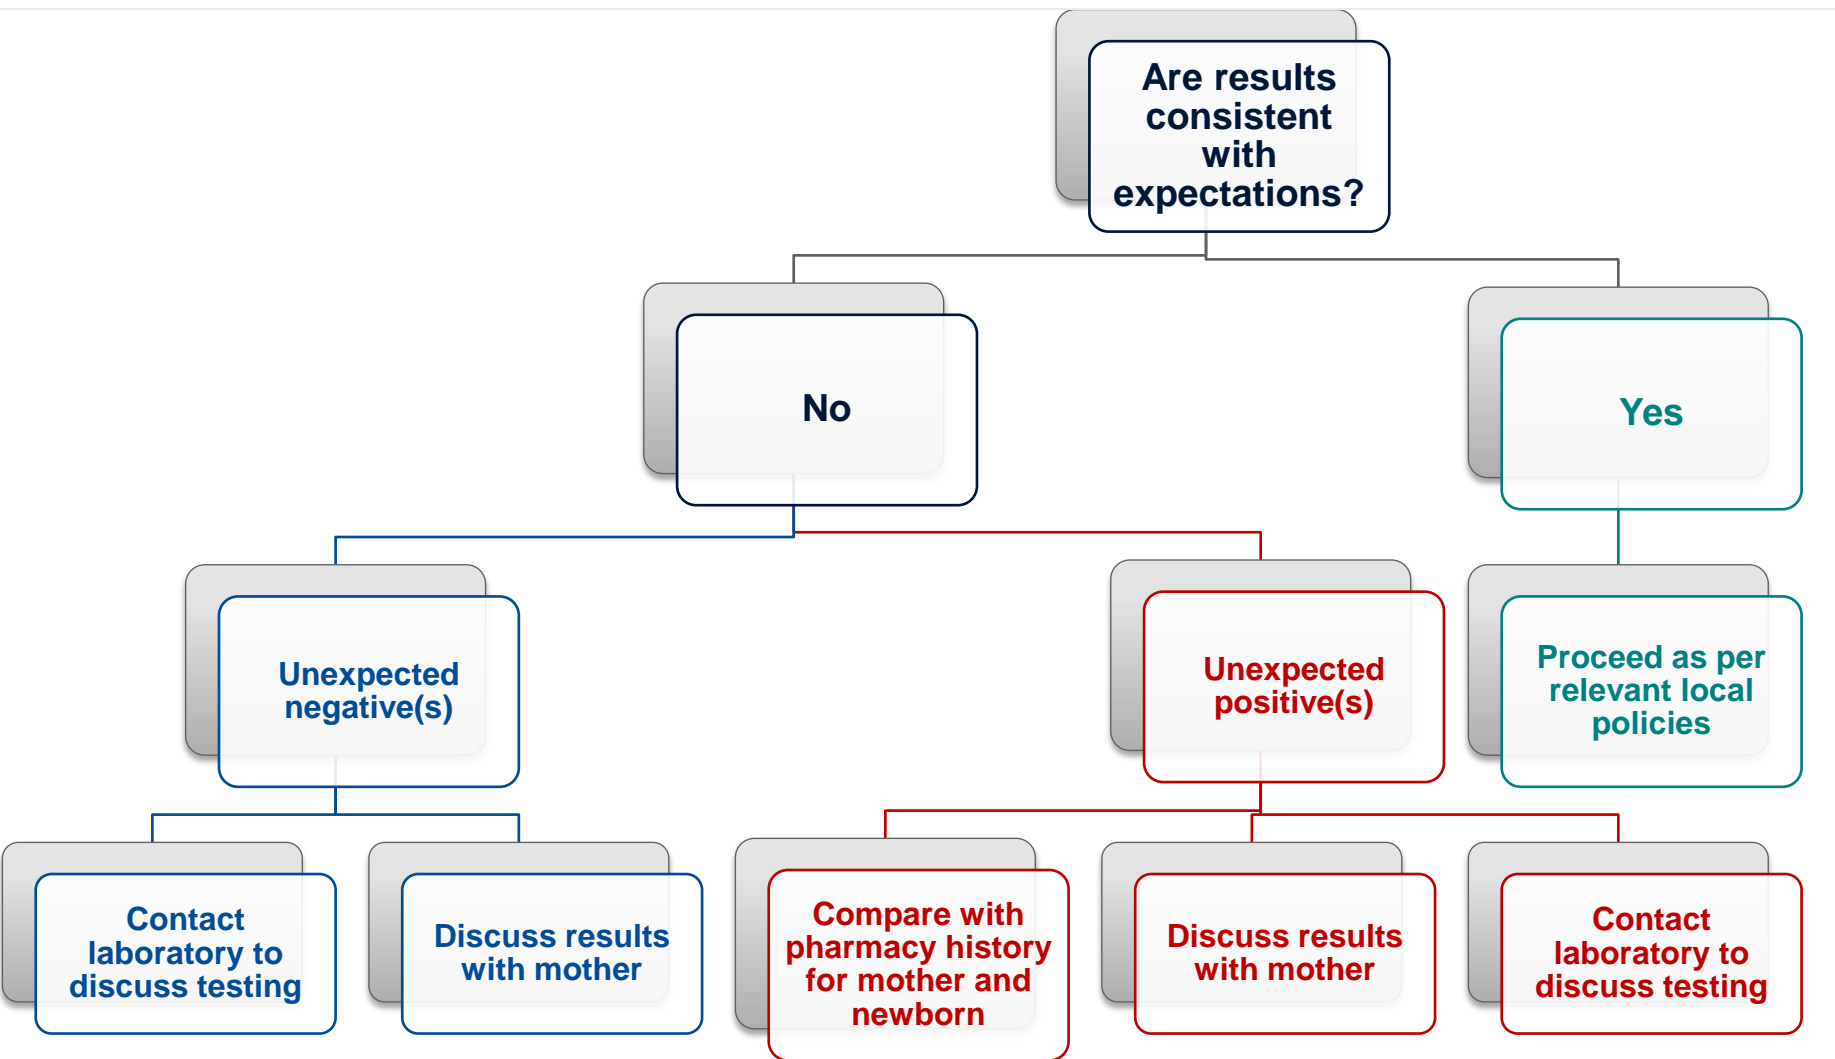 Are results
consistent
with
expectations?
No
Yes
Unexpected
negative(s)
Unexpected
positive(s)
Proceed as per
relevant local
policies
Contact
laboratory to
discuss testing
Discuss results
with mother
Compare with
pharmacy history
for mother and
newborn
Discuss results
with mother
Contact
laboratory to
discuss testing